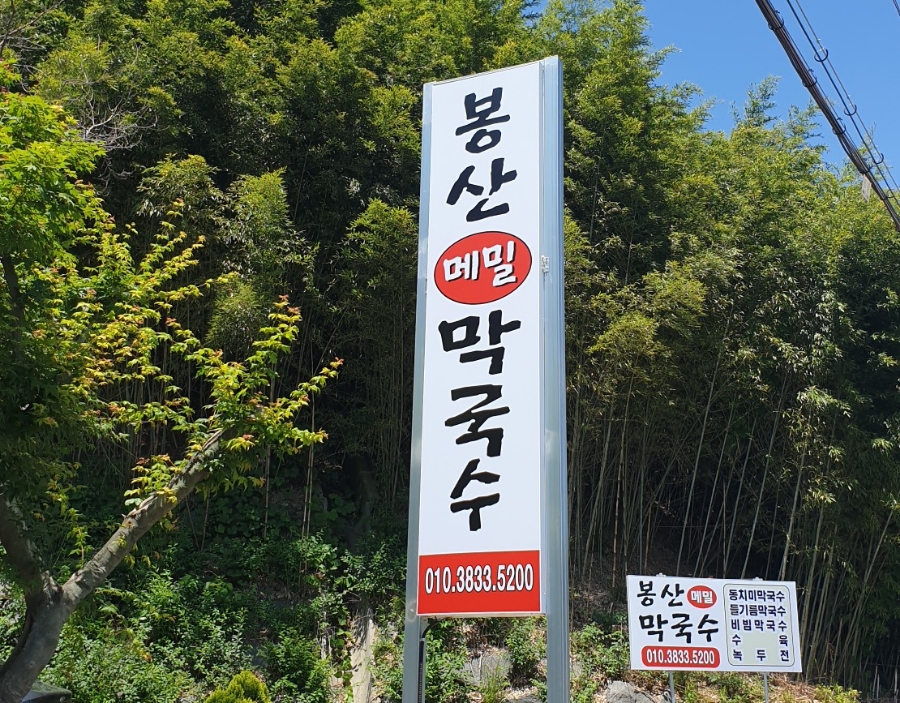 봉산
메밀
막국수
010.3833.5200
봉산 메밀
막국수
010.3833.5200
동치미막국수
들기름막국수
비빔막국수
수육
녹두전